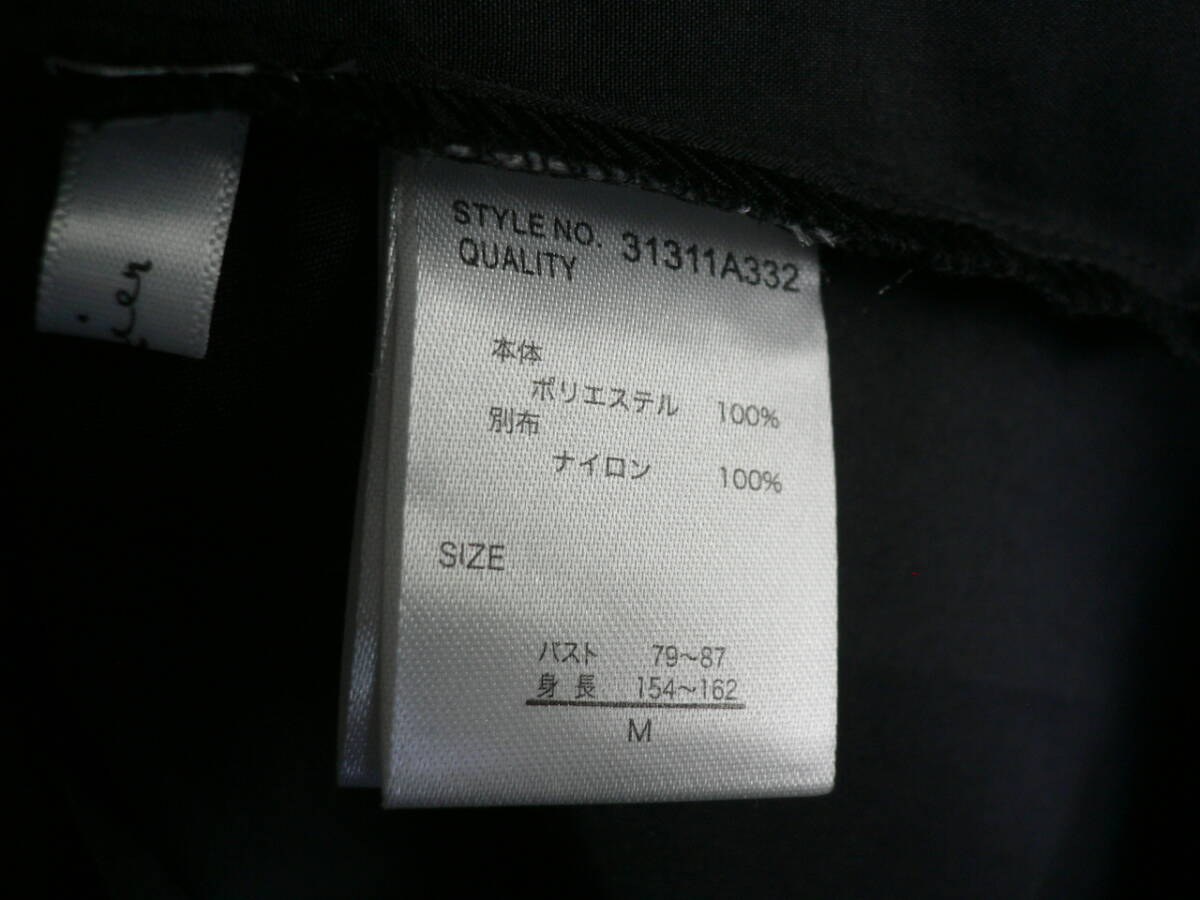 STYLE NO. 31311A332
QUALITY
本体
ポリエステル 100%
別布
ナイロン 100%
SIZE
バスト 79~87
身長 154~162
M